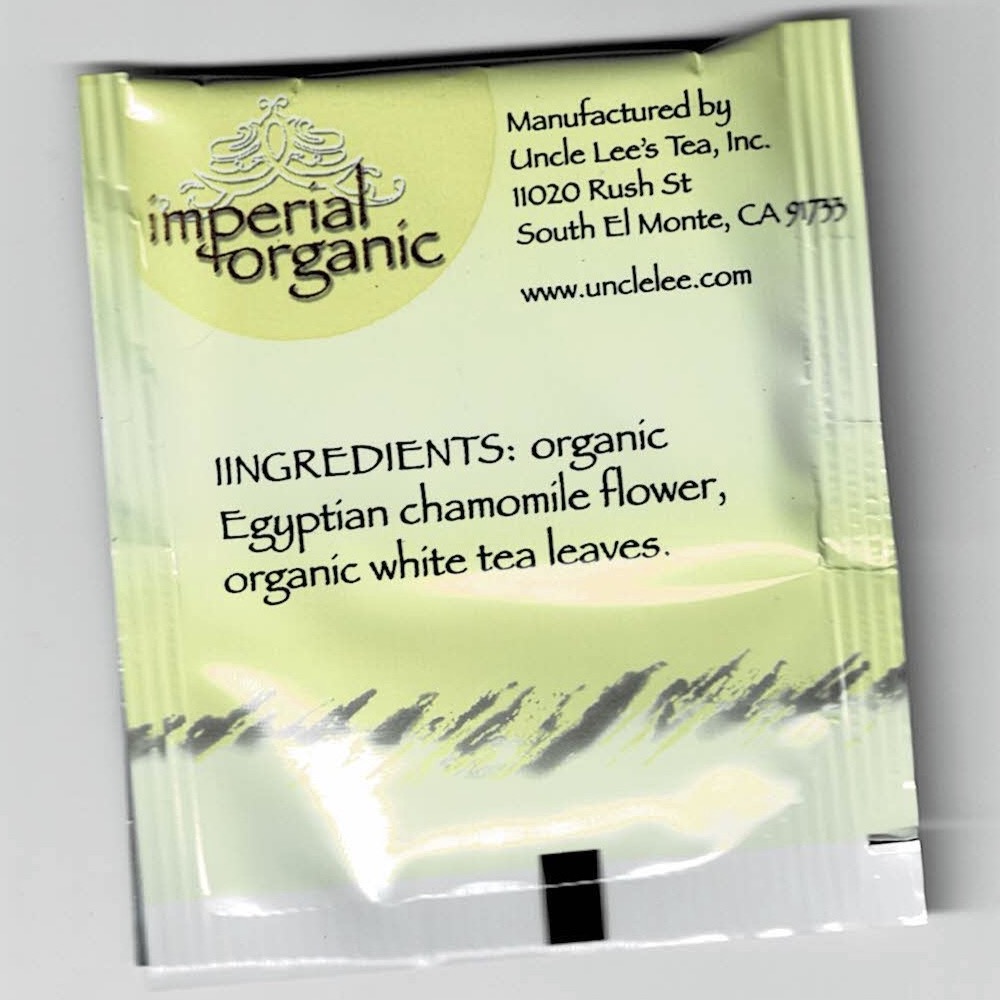 imperial
organic
Manufactured by
Uncle Lee's Tea, Inc.
11020 Rush St
South El Monte, CA 91733
www.unclelee.com
IINGREDIENTS: organic
Egyptian chamomile flower,
organic white tea leaves.